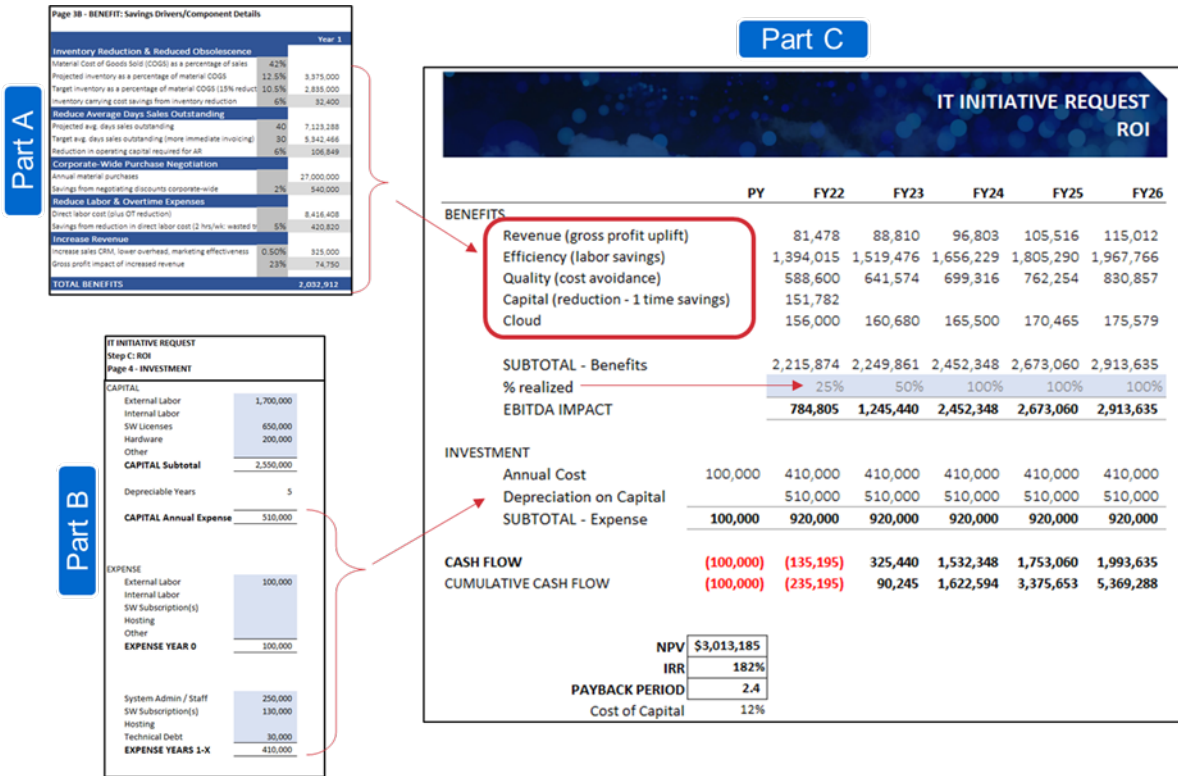 Part A
Page 3B - BENEFIT: Savings Drivers/Component Details
Year 1
Inventory Reduction & Reduced Obsolescence
Material Cost of Goods Sold (COGS) as a percentage of sales 42%
Projected inventory as a percentage of material COGS 12.5% 3,375,000
Target inventory as a percentage of material COGS (15% reduct 10.5% 2,835,000
Inventory carrying cost savings from inventory reduction 6% 32,400
Reduce Average Days Sales Outstanding
Projected avg. days sales outstanding 40 7,123,288
Target avg. days sales outstanding (more immediate invoicing) 30 5,342,466
Reduction in operating capital required for AR 6% 106,849
Corporate-Wide Purchase Negotiation
Annual material purchases 27,000,000
Savings from negotiating discounts corporate-wide 2% 540,000
Reduce Labor & Overtime Expenses
Direct labor cost (plus OT reduction) 8,416,408
Savings from reduction in direct labor cost (2 hrs/wk: wasted t 5% 420,820
Increase Revenue
Increase sales CRM, lower overhead, marketing effectiveness 0.50% 325,000
Gross profit impact of increased revenue 23% 74,750
TOTAL BENEFITS 2,032,912
Part B
IT INITIATIVE REQUEST
Step C: ROI
Page 4 - INVESTMENT
CAPITAL
External Labor 1,700,000
Internal Labor
SW Licenses 650,000
Hardware 200,000
Other
CAPITAL Subtotal 2,550,000
Depreciable Years 5
CAPITAL Annual Expense 510,000
EXPENSE
External Labor 100,000
Internal Labor
SW Subscription(s)
Hosting
Other
EXPENSE YEAR 0 100,000
System Admin / Staff 250,000
SW Subscription(s) 130,000
Hosting
Technical Debt 30,000
EXPENSE YEARS 1-X 410,000
Part C
IT INITIATIVE REQUEST
ROI
PY FY22 FY23 FY24 FY25 FY26
BENEFITS
Revenue (gross profit uplift) 81,478 88,810 96,803 105,516 115,012
Efficiency (labor savings) 1,394,015 1,519,476 1,656,229 1,805,290 1,967,766
Quality (cost avoidance) 588,600 641,574 699,316 762,254 830,857
Capital (reduction - 1 time savings) 151,782
Cloud 156,000 160,680 165,500 170,465 175,579
SUBTOTAL - Benefits 2,215,874 2,249,861 2,452,348 2,673,060 2,913,635
% realized 25% 50% 100% 100% 100%
EBITDA IMPACT 784,805 1,245,440 2,452,348 2,673,060 2,913,635
INVESTMENT
Annual Cost 100,000 410,000 410,000 410,000 410,000 410,000
Depreciation on Capital 510,000 510,000 510,000 510,000 510,000
SUBTOTAL - Expense 100,000 920,000 920,000 920,000 920,000 920,000
CASH FLOW (100,000) (135,195) 325,440 1,532,348 1,753,060 1,993,635
CUMULATIVE CASH FLOW (100,000) (235,195) 90,245 1,622,594 3,375,653 5,369,288
NPV $3,013,185
IRR 182%
PAYBACK PERIOD 2.4
Cost of Capital 12%